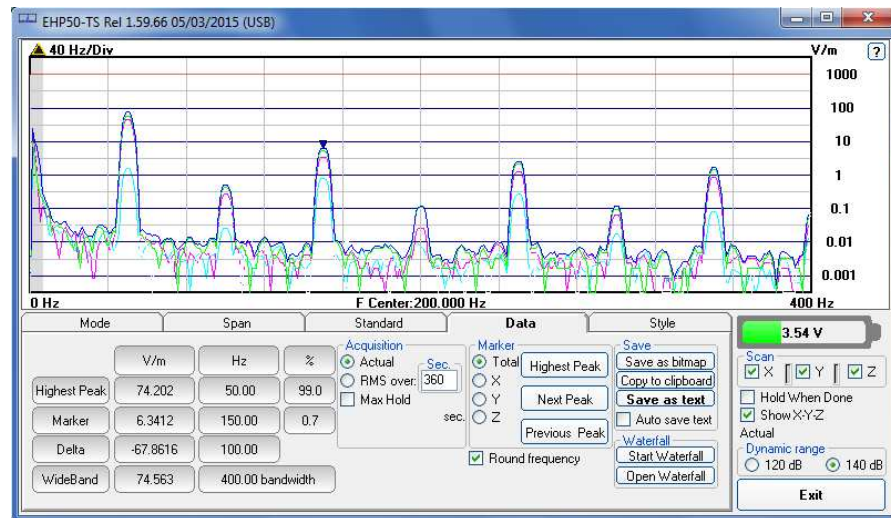 EHP50-TS Rel 1.59.66 05/03/2015 (USB)
40 Hz/Div V/m ?
1000
100
10
1
0.1
0.01
0.001
0 Hz F Center:200.000 Hz 400 Hz
Mode Span Standard Data Style
V/m Hz %
Highest Peak 74.202 50.00 99.0
Marker 6.3412 150.00 0.7
Delta -67.8616 100.00
WideBand 74.563 400.00 bandwidth
Acquisition
Actual Sec.
RMS over: 360
Max Hold
sec.
Marker
Total
X
Y
Z
Highest Peak
Next Peak
Previous Peak
Round frequency
Save
Save as bitmap
Copy to clipboard
Save as text
Auto save text
Waterfall
Start Waterfall
Open Waterfall
3.54 V
Scan
X [ Y [ Z
Hold When Done
Show X-Y-Z
Actual
Dynamic range
120 dB 140 dB
Exit